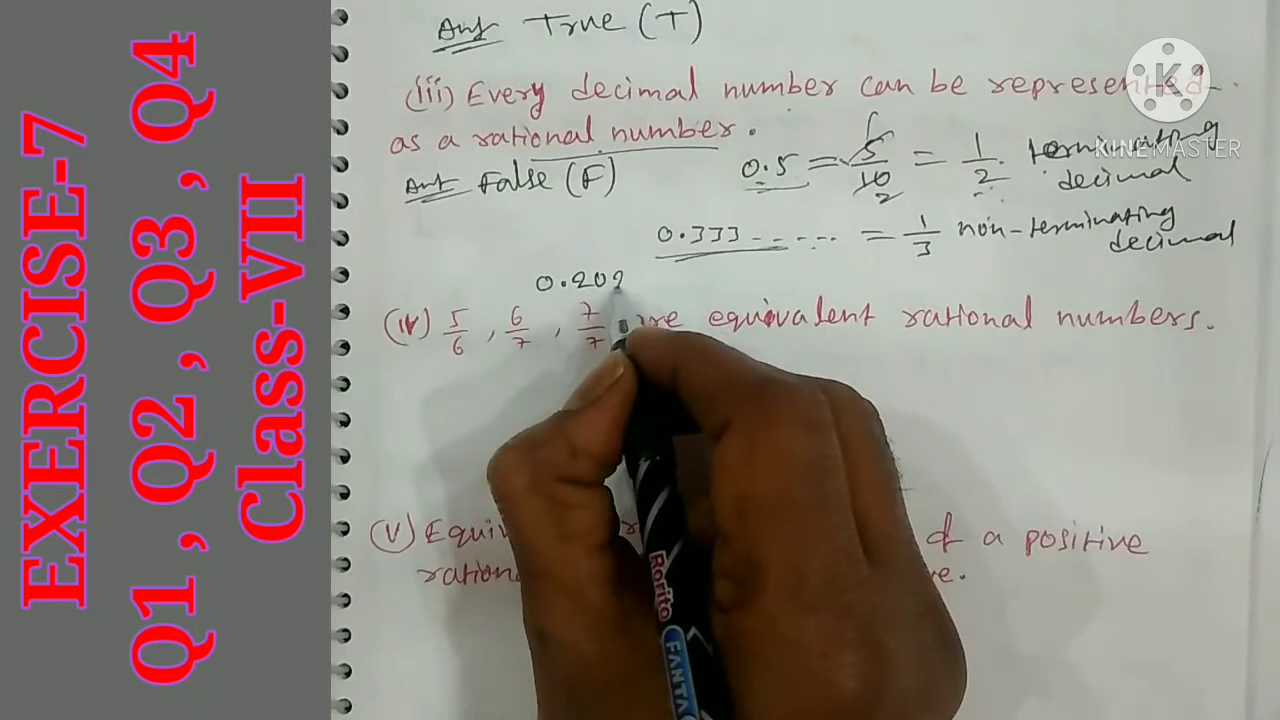 EXERCISE-7
Q1 , Q2 , Q3 , Q4
Class-VII
Ans True (T)
(iii) Every decimal number can be represented
as a rational number.
Ans False (F)
0.5 = 5/10 = 1/2 terminating
decimal
0.333...... = 1/3 non-terminating
decimal
0.202
(iv) 5/6 , 6/7 , 7/7 are equivalent rational numbers.
(v) of a positive
KINEMASTER
Rorito
FANTA